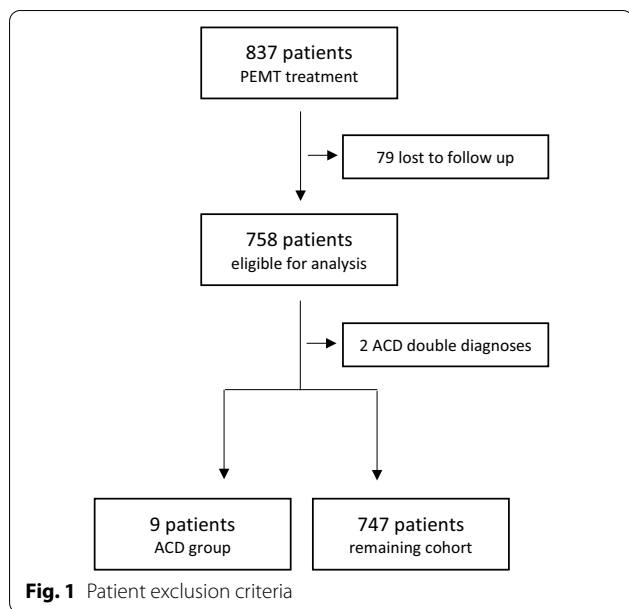 837 patients
PEMT treatment
79 lost to follow up
758 patients
eligible for analysis
2 ACD double diagnoses
9 patients
ACD group
747 patients
remaining cohort
Fig. 1 Patient exclusion criteria